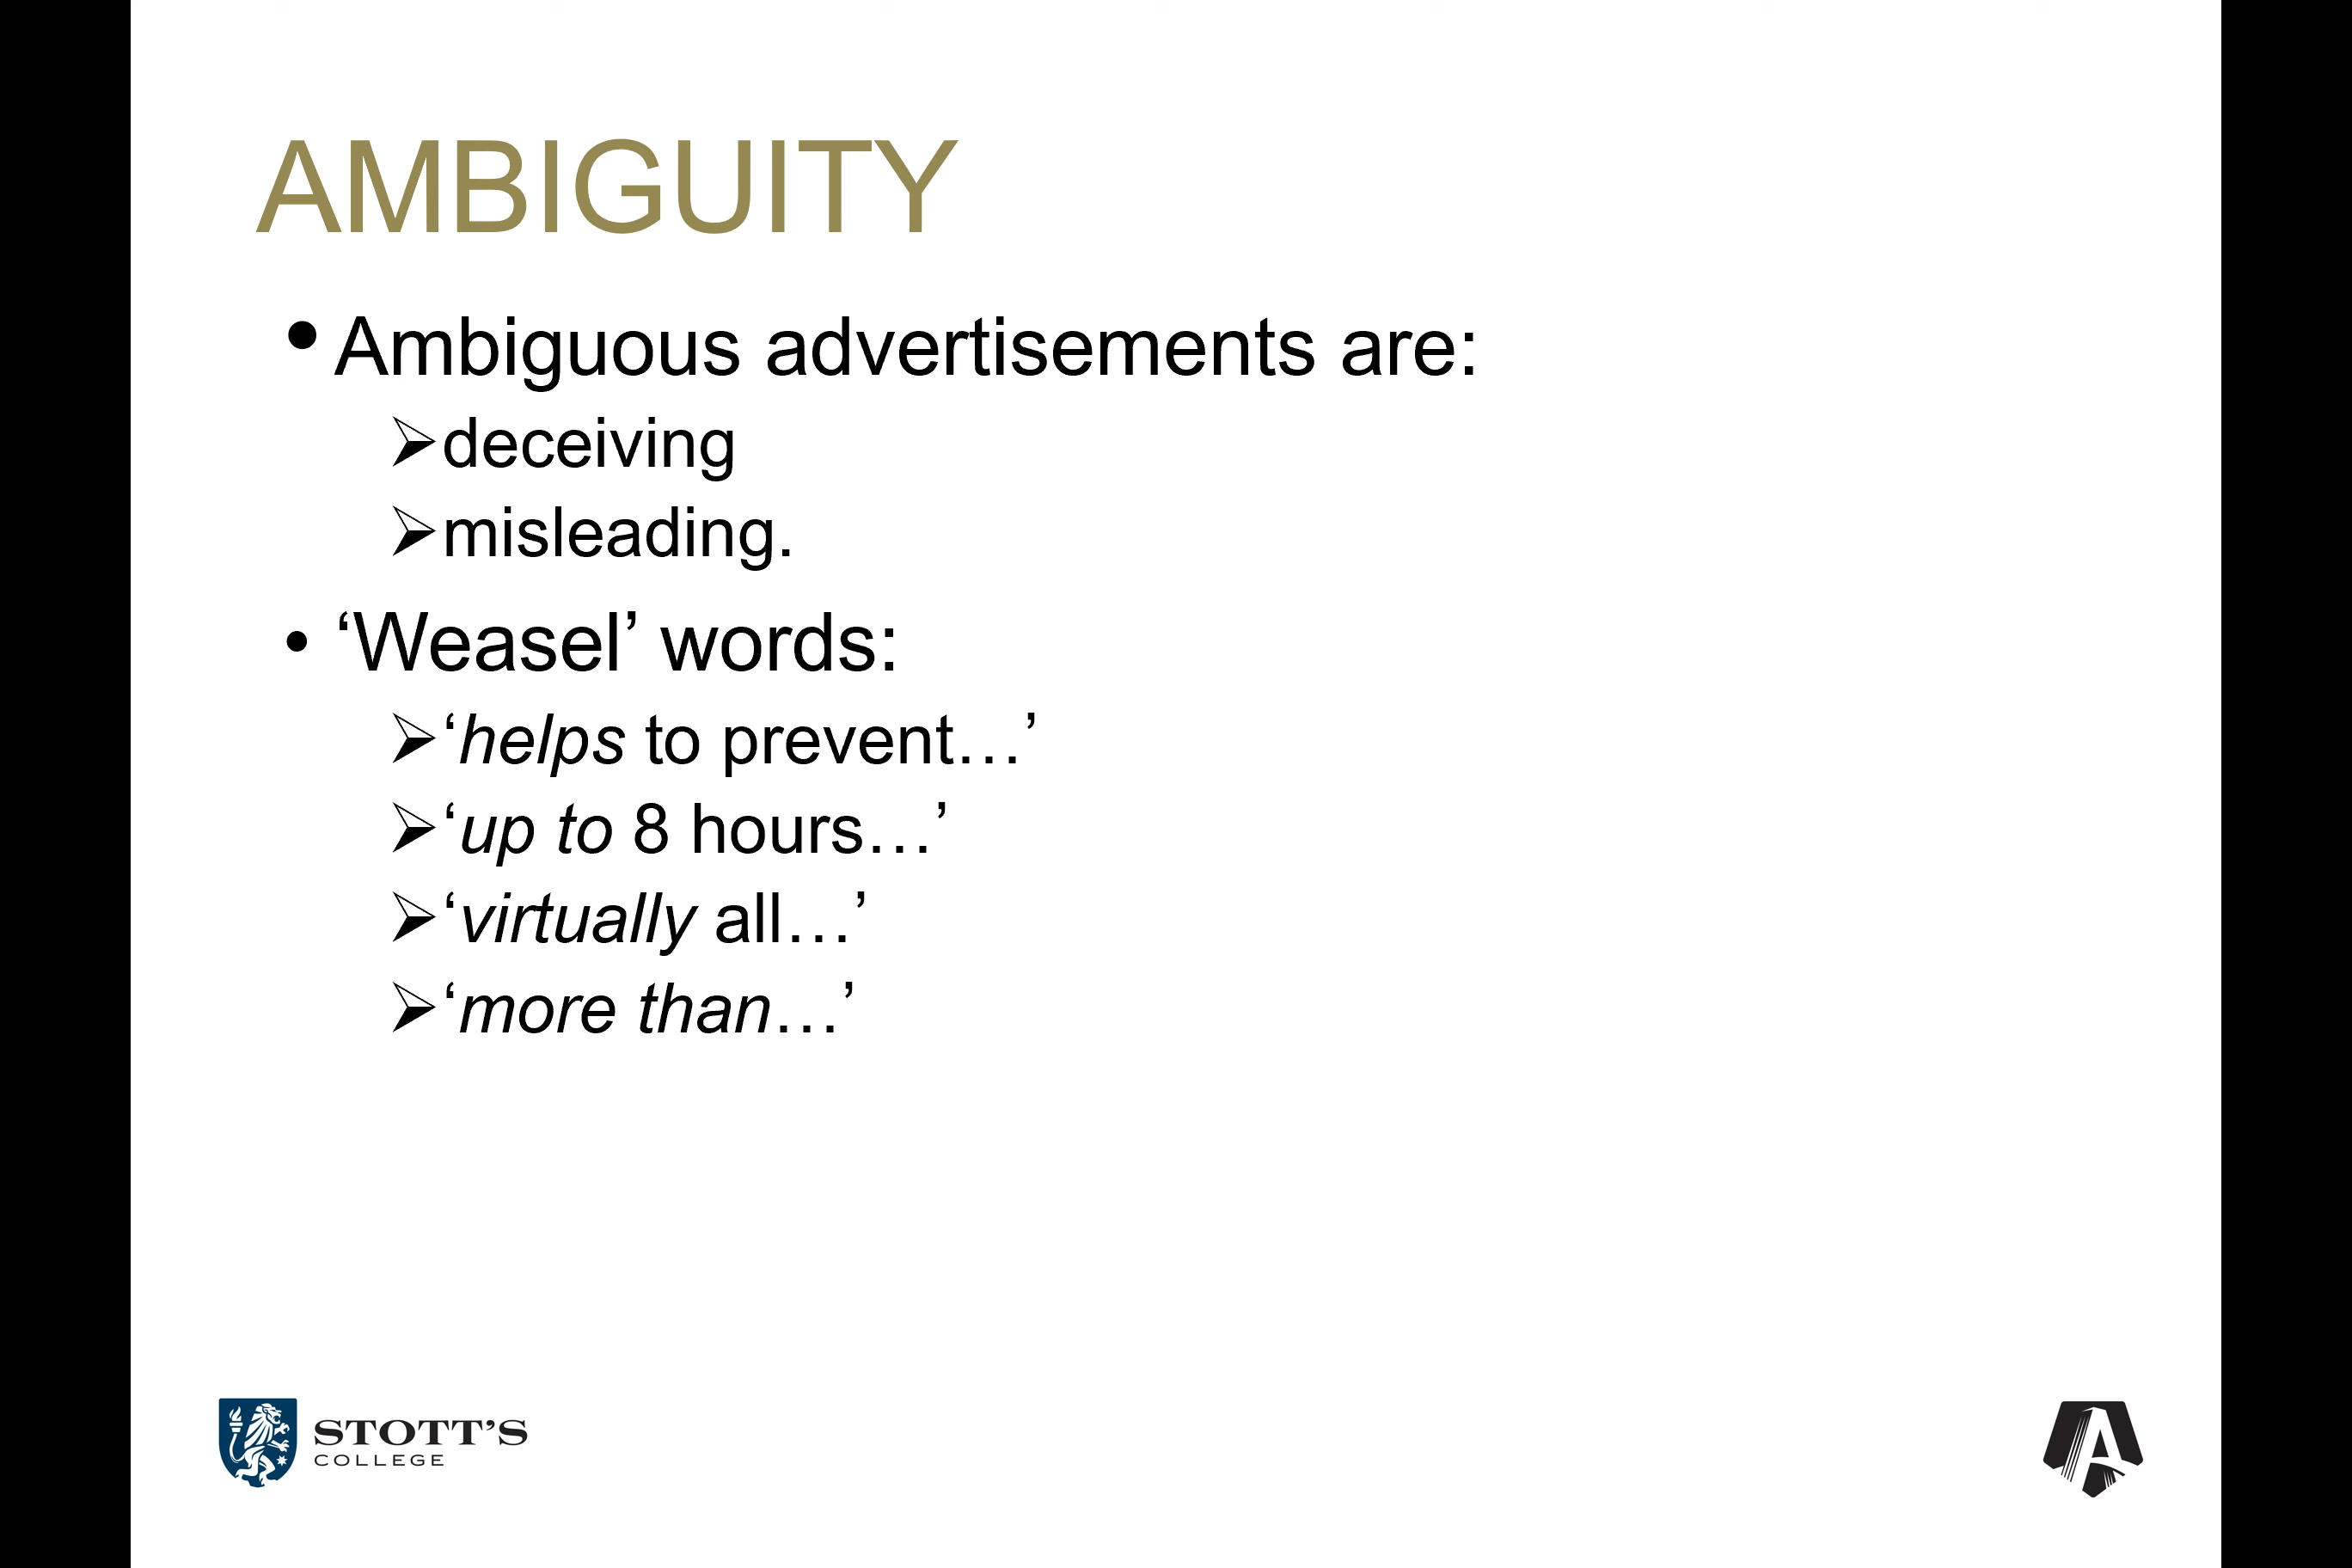 AMBIGUITY
• Ambiguous advertisements are:
➢deceiving
➢misleading.
• ‘Weasel’ words:
➢‘helps to prevent…’
➢‘up to 8 hours…’
➢‘virtually all…’
➢‘more than…’
STOTT’S
COLLEGE
A